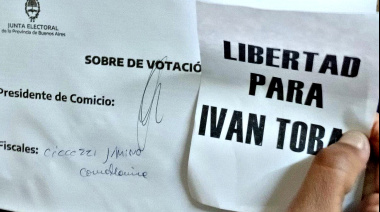 JUNTA ELECTORAL
de la Provincia de Buenos Aires
SOBRE DE VOTACIÓ
Presidente de Comicio:
Fiscales:
LIBERTAD
PARA
IVAN TOBA